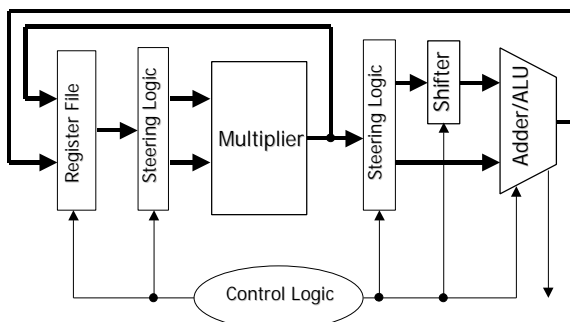 Register File
Steering Logic
Multiplier
Steering Logic
Shifter
Adder/ALU
Control Logic